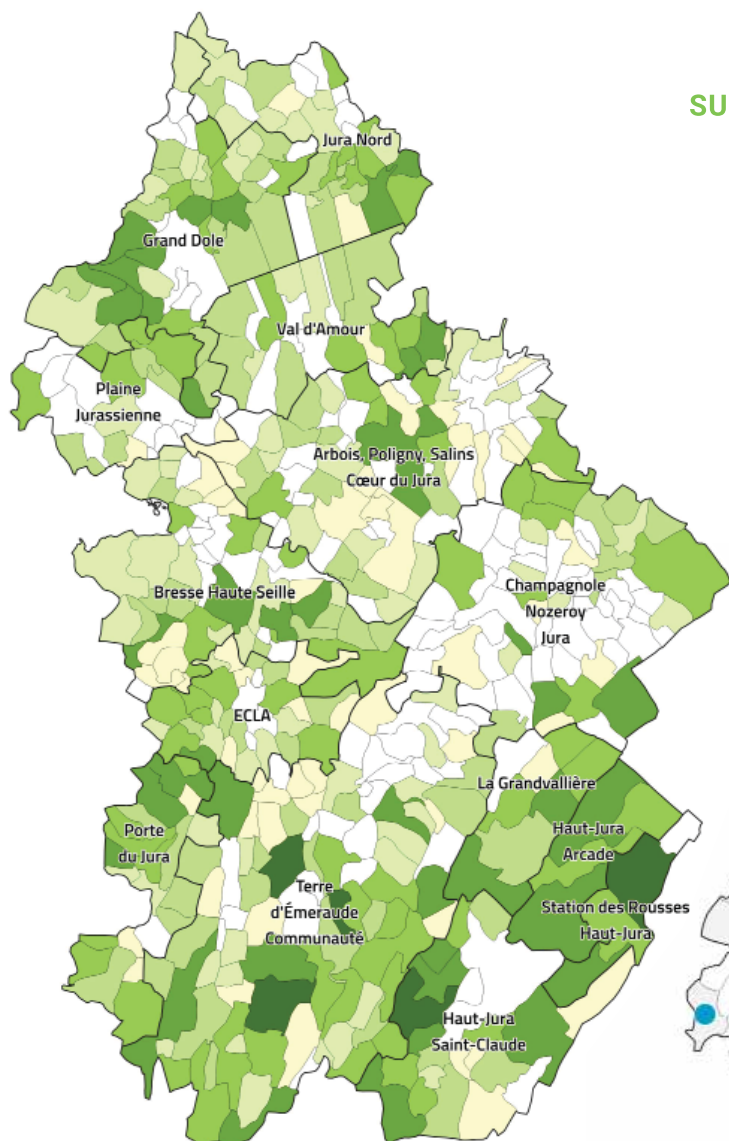 SU
Jura Nord
Grand Dole
Val d'Amour
Plaine
Jurassienne
Arbois, Poligny, Salins
Cœur du Jura
Bresse Haute Seille
Champagnole
Nozeroy
Jura
ECLA
La Grandvallière
Porte
du Jura
Haut-Jura
Arcade
Terre
d'Émeraude
Communauté
Station des Rousses
Haut-Jura
Haut-Jura
Saint-Claude